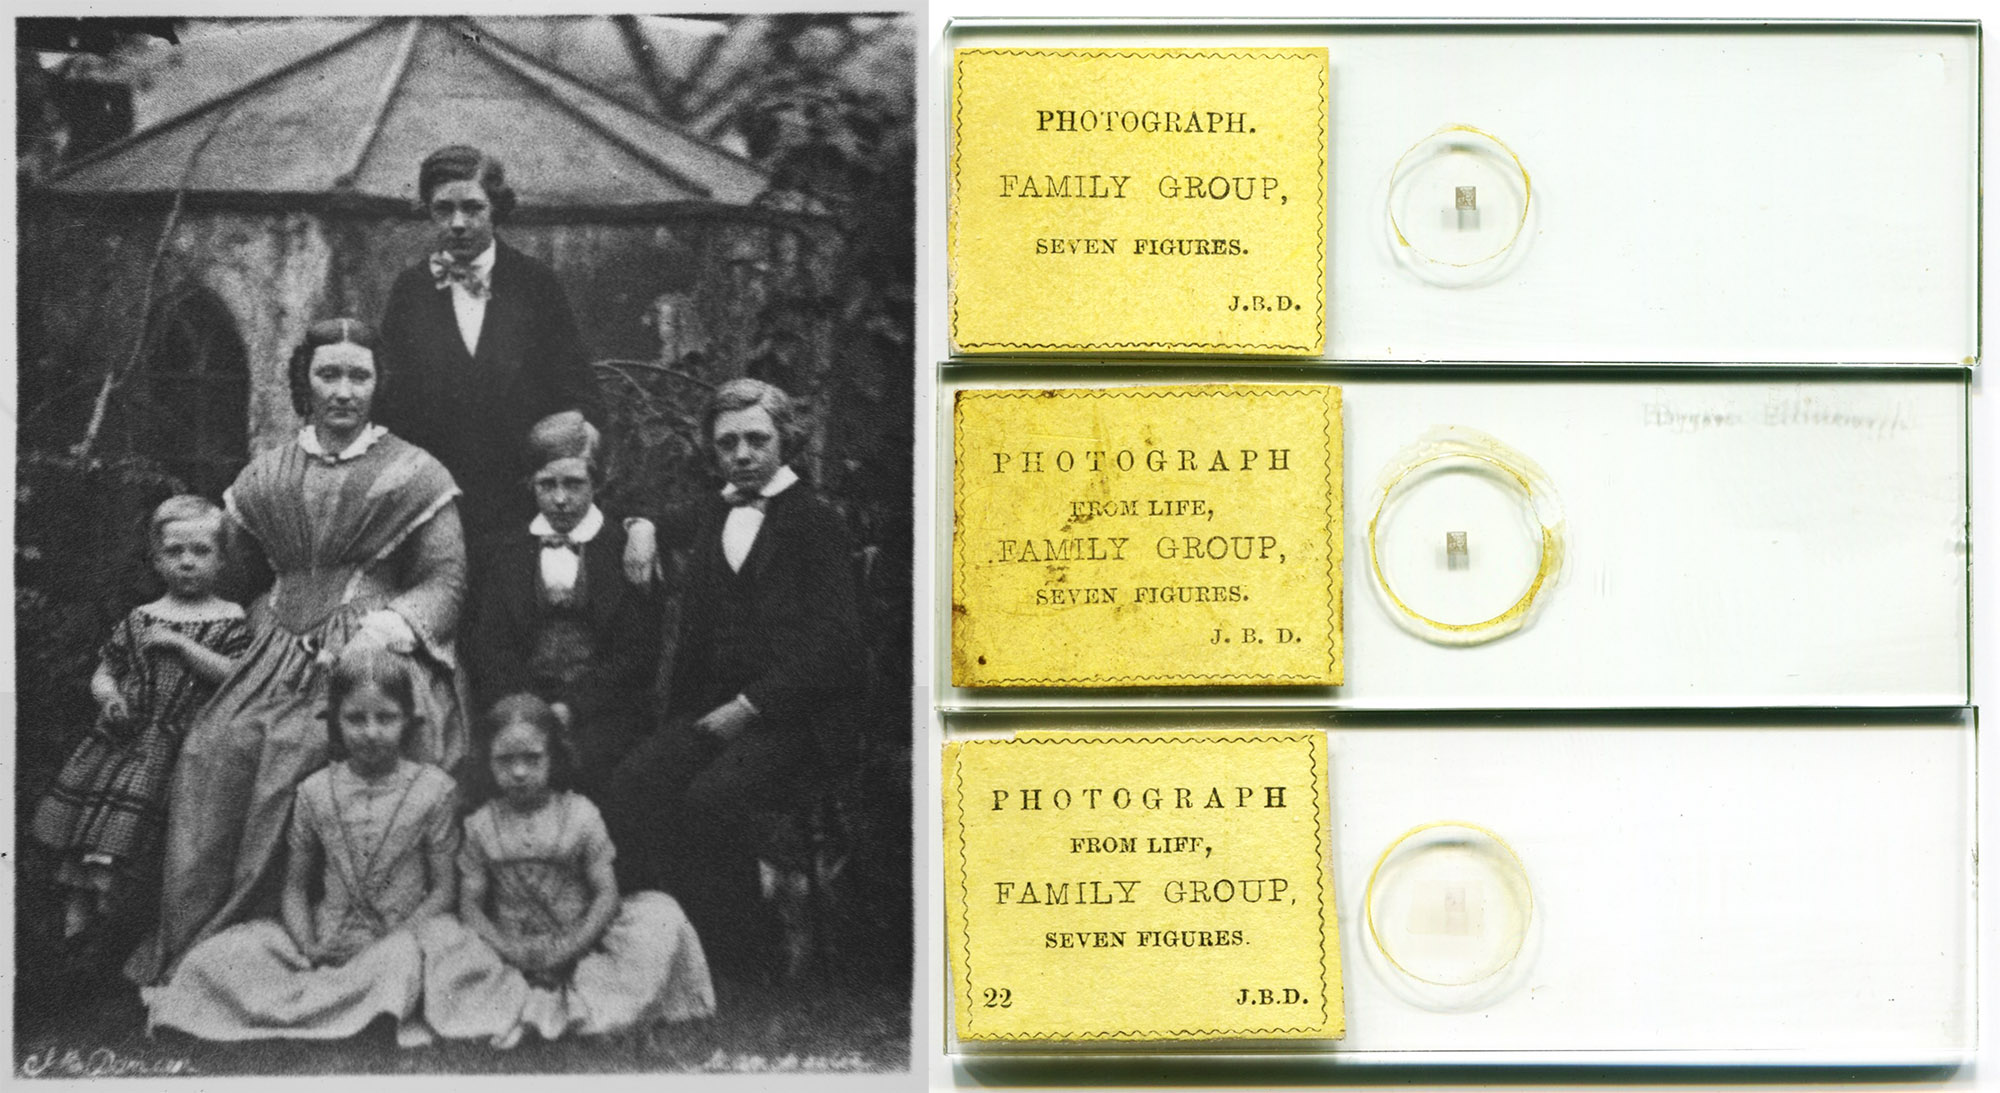 PHOTOGRAPH.
FAMILY GROUP,
SEVEN FIGURES.
J.B.D.
PHOTOGRAPH
FROM LIFE,
FAMILY GROUP,
SEVEN FIGURES.
J. B. D.
PHOTOGRAPH
FROM LIFF,
FAMILY GROUP,
SEVEN FIGURES.
22 J.B.D.